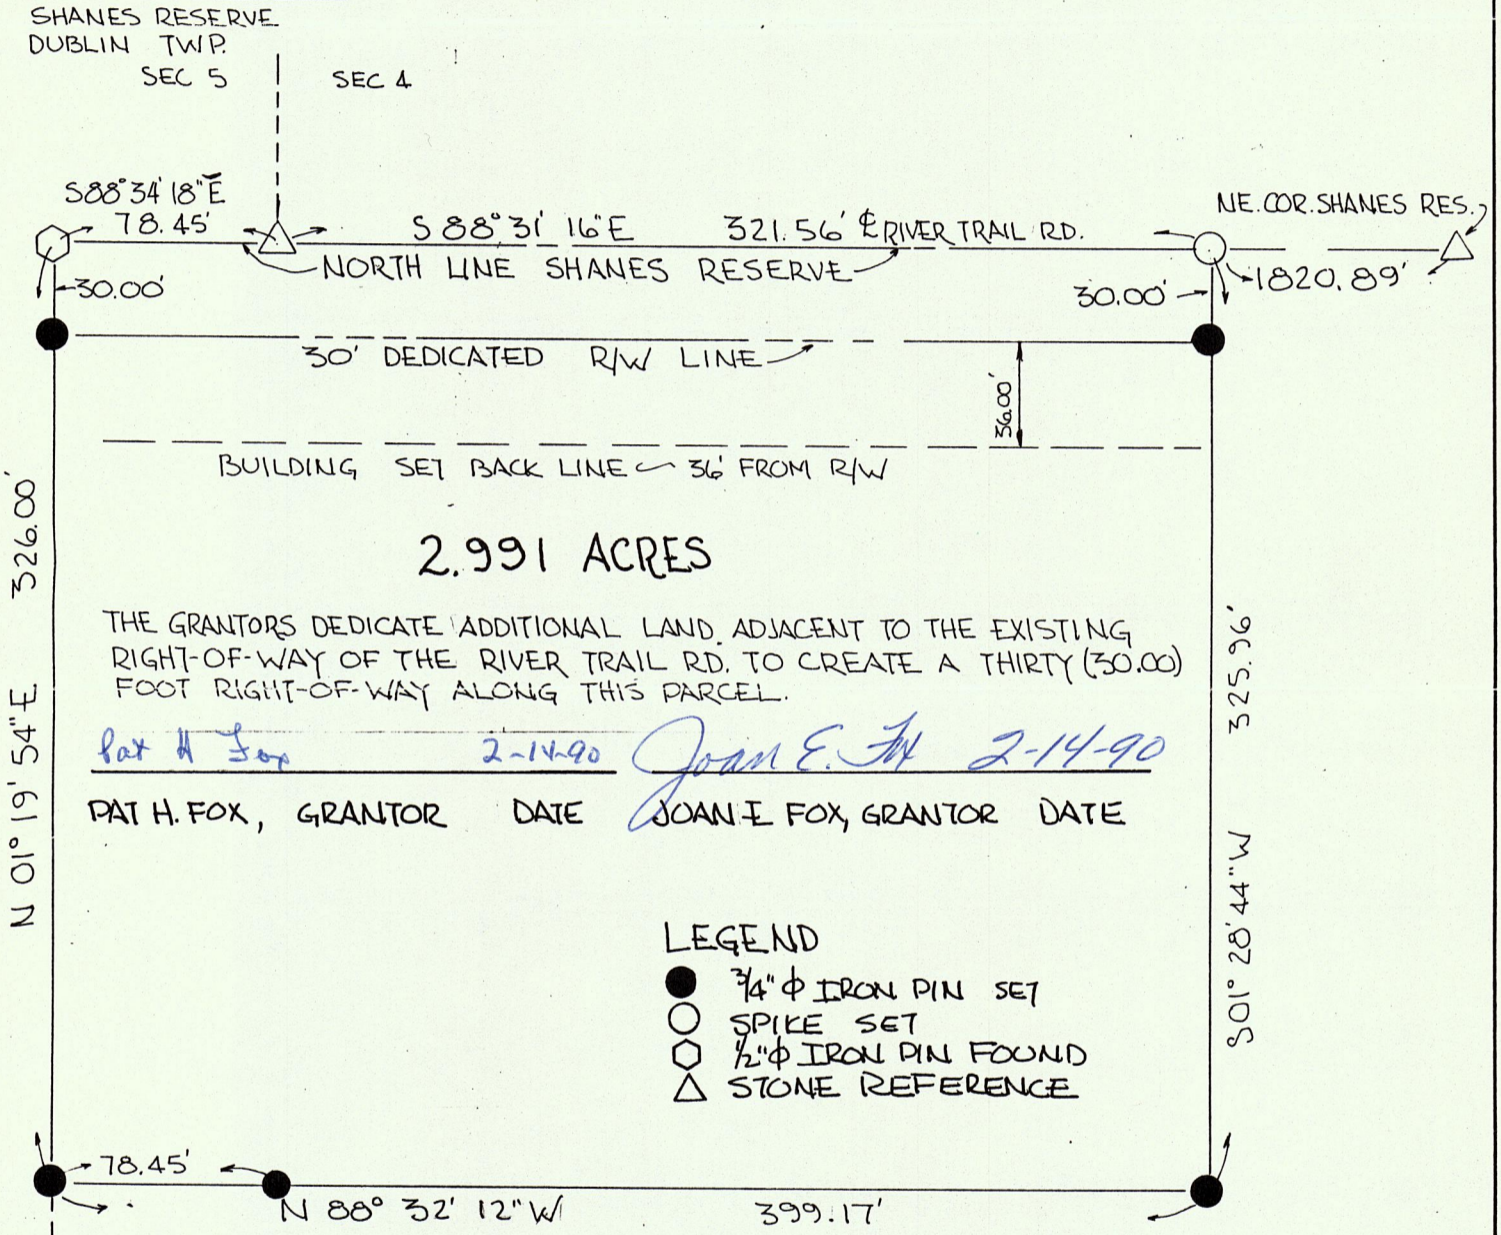 SHANES RESERVE
DUBLIN TWP.
SEC 5
SEC 4
S88°34'18"E
78.45'
S 88°31' 16"E
321.56' ℄ RIVER TRAIL RD.
NE. COR. SHANES RES.
NORTH LINE SHANES RESERVE
30.00'
30.00'
1820.89'
30' DEDICATED R/W LINE
36.00'
BUILDING SET BACK LINE 36' FROM R/W
2.991 ACRES
THE GRANTORS DEDICATE ADDITIONAL LAND ADJACENT TO THE EXISTING
RIGHT-OF-WAY OF THE RIVER TRAIL RD. TO CREATE A THIRTY (30.00)
FOOT RIGHT-OF-WAY ALONG THIS PARCEL.
Pat H Fox 2-14-90 Joan E. Fox 2-14-90
PAT H. FOX, GRANTOR DATE JOAN E FOX, GRANTOR DATE
N 01° 19' 54"E 326.00'
S01° 28' 44"W 325.96'
LEGEND
3/4" ϕ IRON PIN SET
SPIKE SET
1/2" ϕ IRON PIN FOUND
STONE REFERENCE
78.45'
N 88° 32' 12" W 399.17'